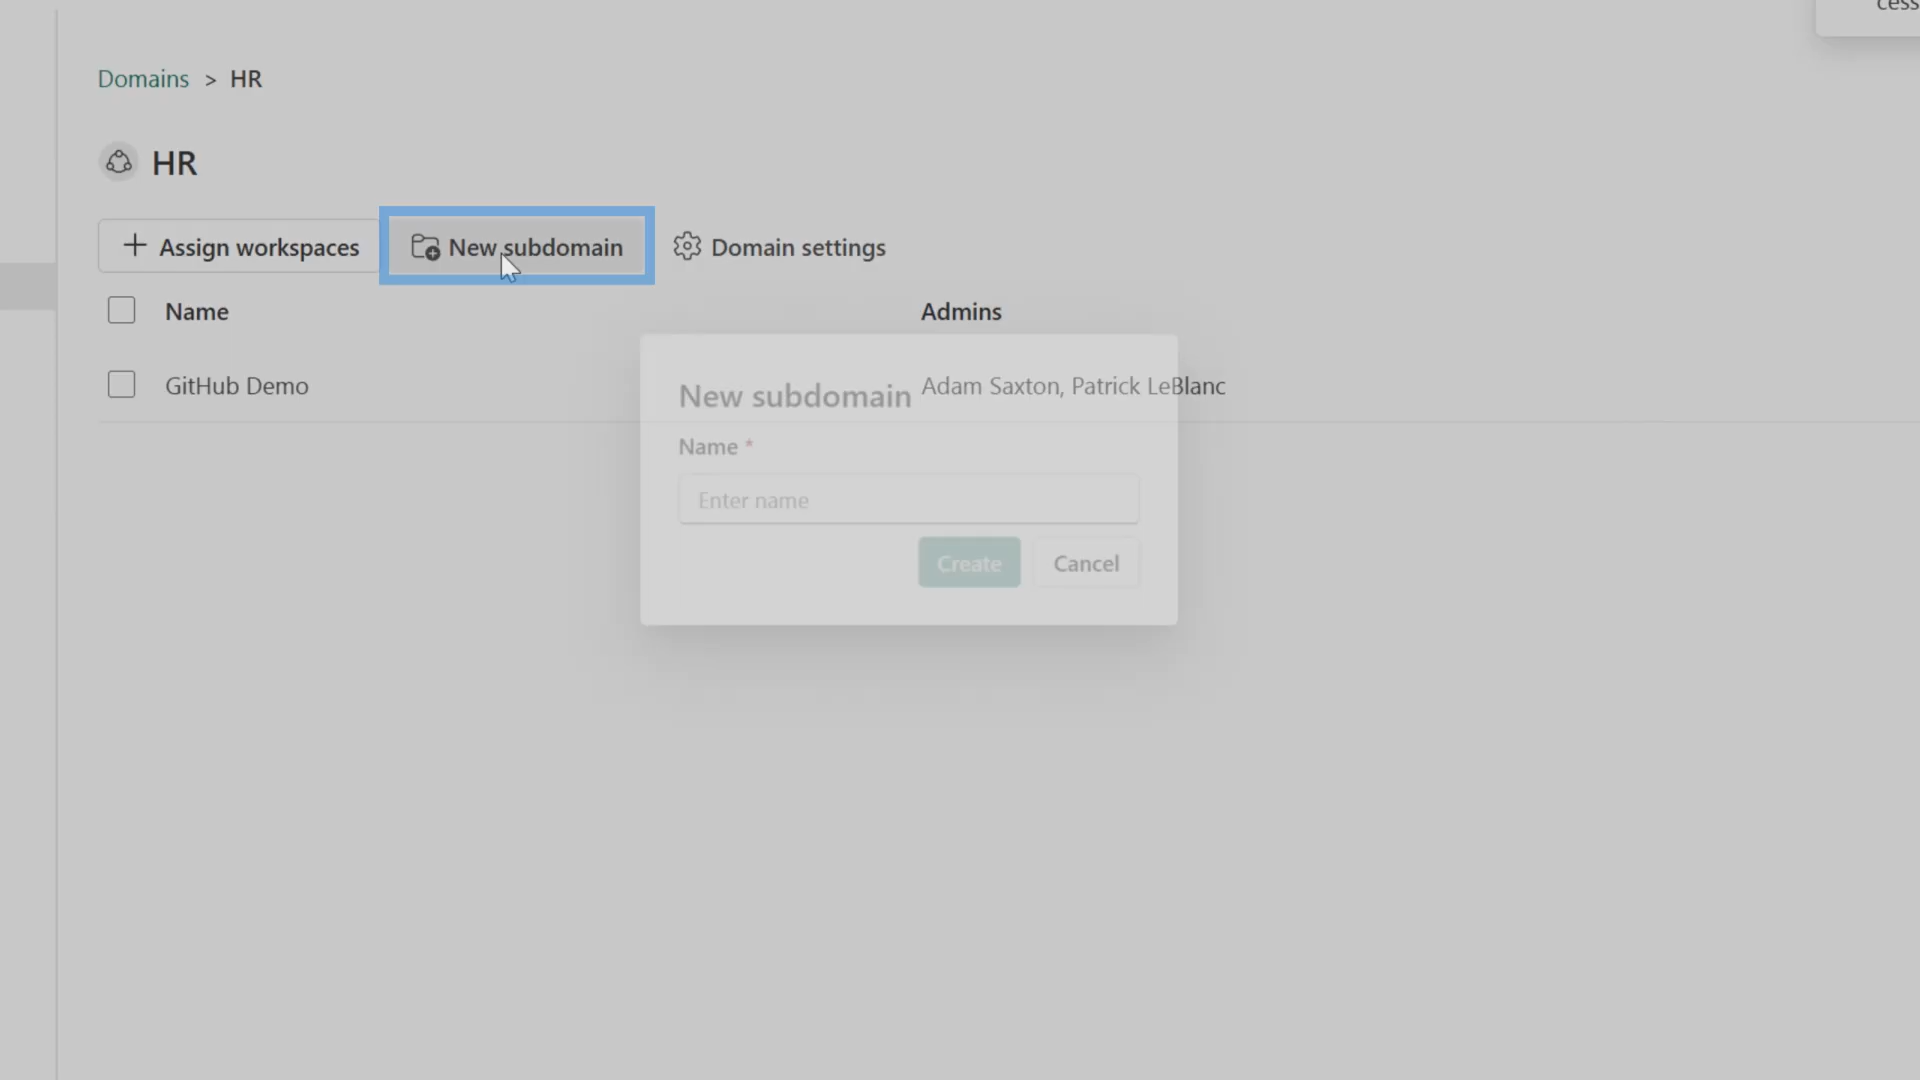 cess
Domains > HR
HR
Assign workspaces
New subdomain
Domain settings
Name
Admins
GitHub Demo
Adam Saxton, Patrick LeBlanc
New subdomain
Name *
Enter name
Create
Cancel